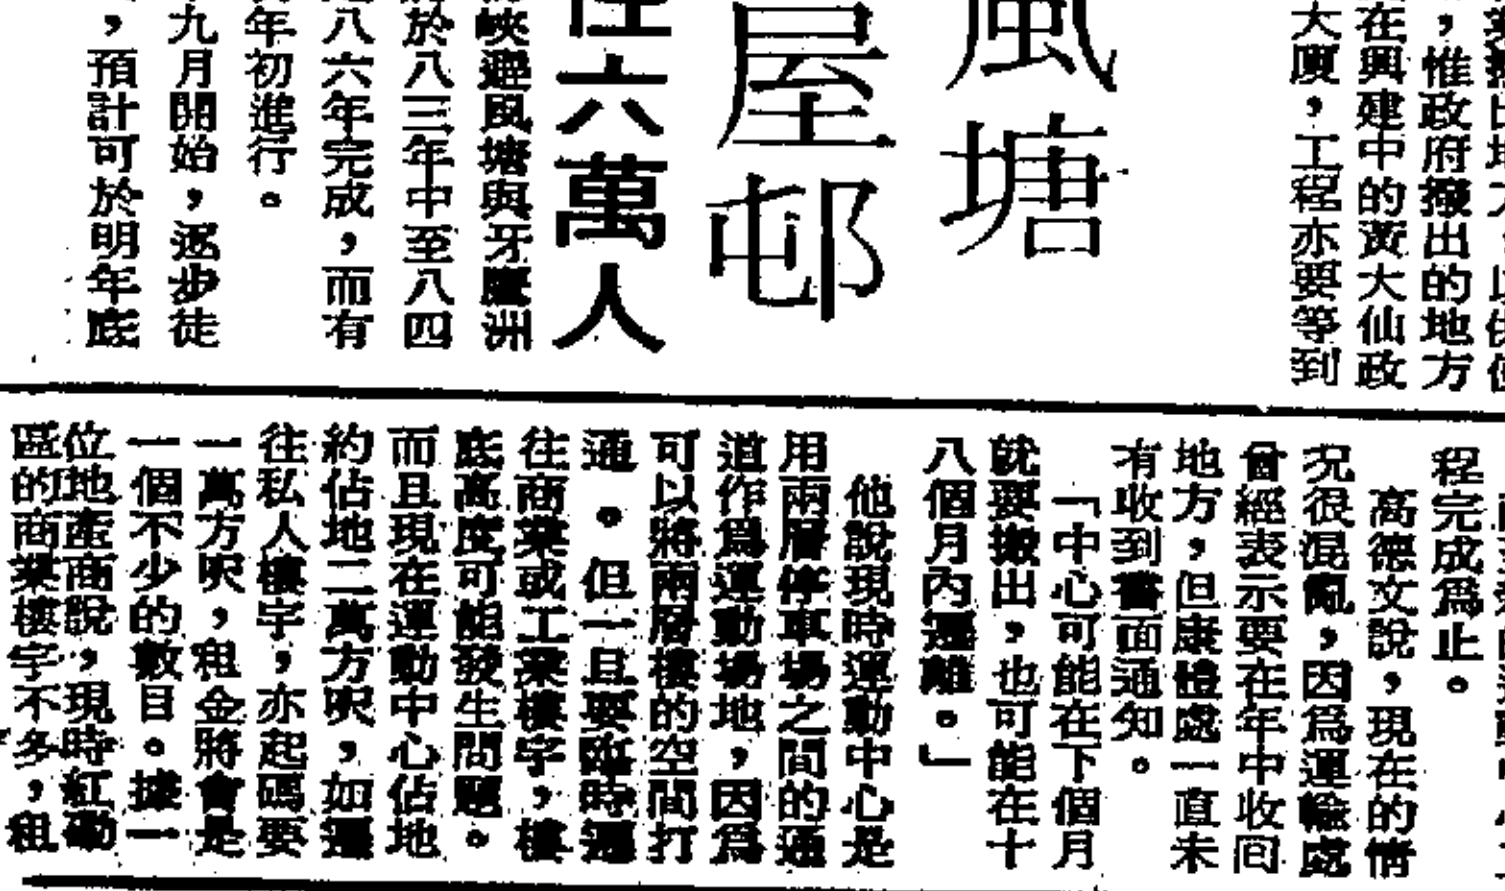 ，惟政府撥出的地方
在興建中的黃大仙政
大廈，工程亦要等到
風塘
屋邨
住六萬人
峽避風塘與牙鷹洲
於八三年中至八四
八六年完成，而有
年初進行。
九月開始，逐步徙
，預計可於明年底
程完成爲止。
高德文說，現在的情
况很混亂，因爲運輸處
曾經表示要在年中收回
地方，但康體處一直未
有收到書面通知。
「中心可能在下個月
就要搬出，也可能在十
八個月內遷離。」
他說現時運動中心是
用兩層停車場之間的通
道作爲運動場地，因爲
可以將兩層樓的空間打
通。但一旦要臨時遷
往商業或工業樓宇，樓
底高度可能發生問題。
而且現在運動中心佔地
約佔地二萬方呎，如遷
往私人樓宇，亦起碼要
一萬方呎，租金將會是
一個不少的數目。據一
位地產商說，現時紅磡
區的商業樓宇不多，租